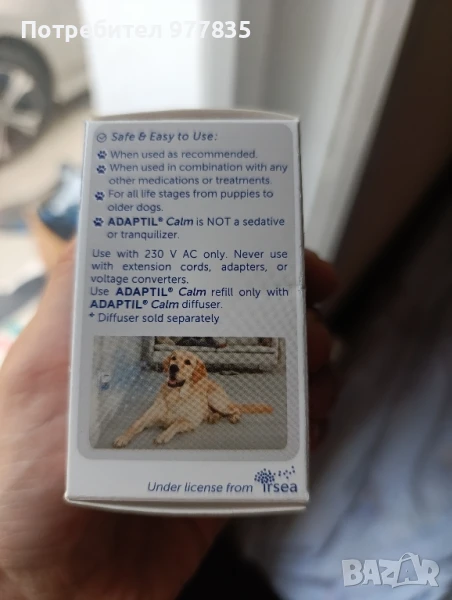 Потребител 977835
Safe & Easy to Use:
When used as recommended.
When used in combination with any
other medications or treatments.
For all life stages from puppies to
older dogs.
ADAPTIL® Calm is NOT a sedative
or tranquilizer.
Use with 230 V AC only. Never use
with extension cords, adapters, or
voltage converters.
Use ADAPTIL® Calm refill only with
ADAPTIL® Calm diffuser.
* Diffuser sold separately
Under license from irsea
BAZAR